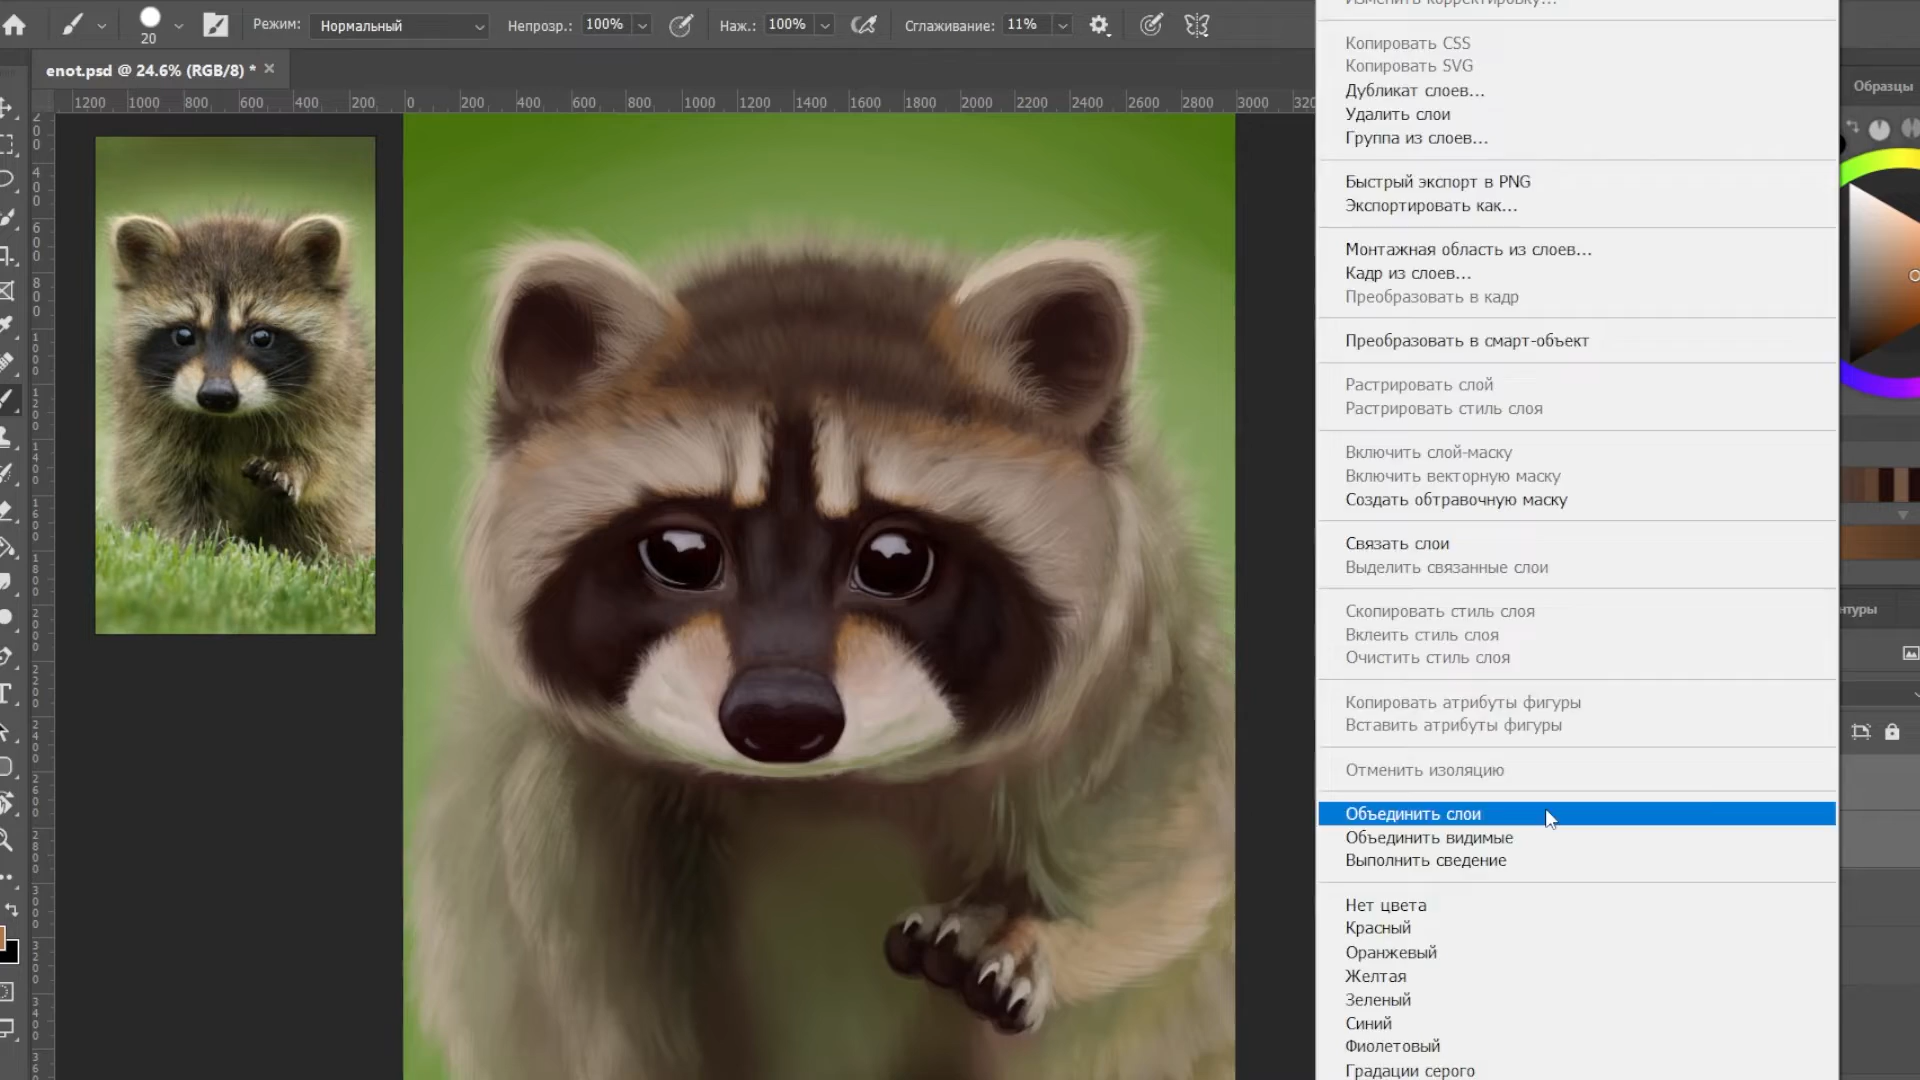 Режим: Нормальный Непрозр.: 100% Наж.: 100% Сглаживание: 11%
20
enot.psd @ 24.6% (RGB/8) * ×
1200 1000 800 600 400 200 0 200 400 600 800 1000 1200 1400 1600 1800 2000 2200 2400 2600 2800 3000
Изменить корректировку...
Копировать CSS
Копировать SVG
Дубликат слоев...
Удалить слои
Группа из слоев...
Быстрый экспорт в PNG
Экспортировать как...
Монтажная область из слоев...
Кадр из слоев...
Преобразовать в кадр
Преобразовать в смарт-объект
Растрировать слой
Растрировать стиль слоя
Включить слой-маску
Включить векторную маску
Создать обтравочную маску
Связать слои
Выделить связанные слои
Скопировать стиль слоя
Вклеить стиль слоя
Очистить стиль слоя
Копировать атрибуты фигуры
Вставить атрибуты фигуры
Отменить изоляцию
Объединить слои
Объединить видимые
Выполнить сведение
Нет цвета
Красный
Оранжевый
Желтая
Зеленый
Синий
Фиолетовый
Градации серого
Образцы
нтуры